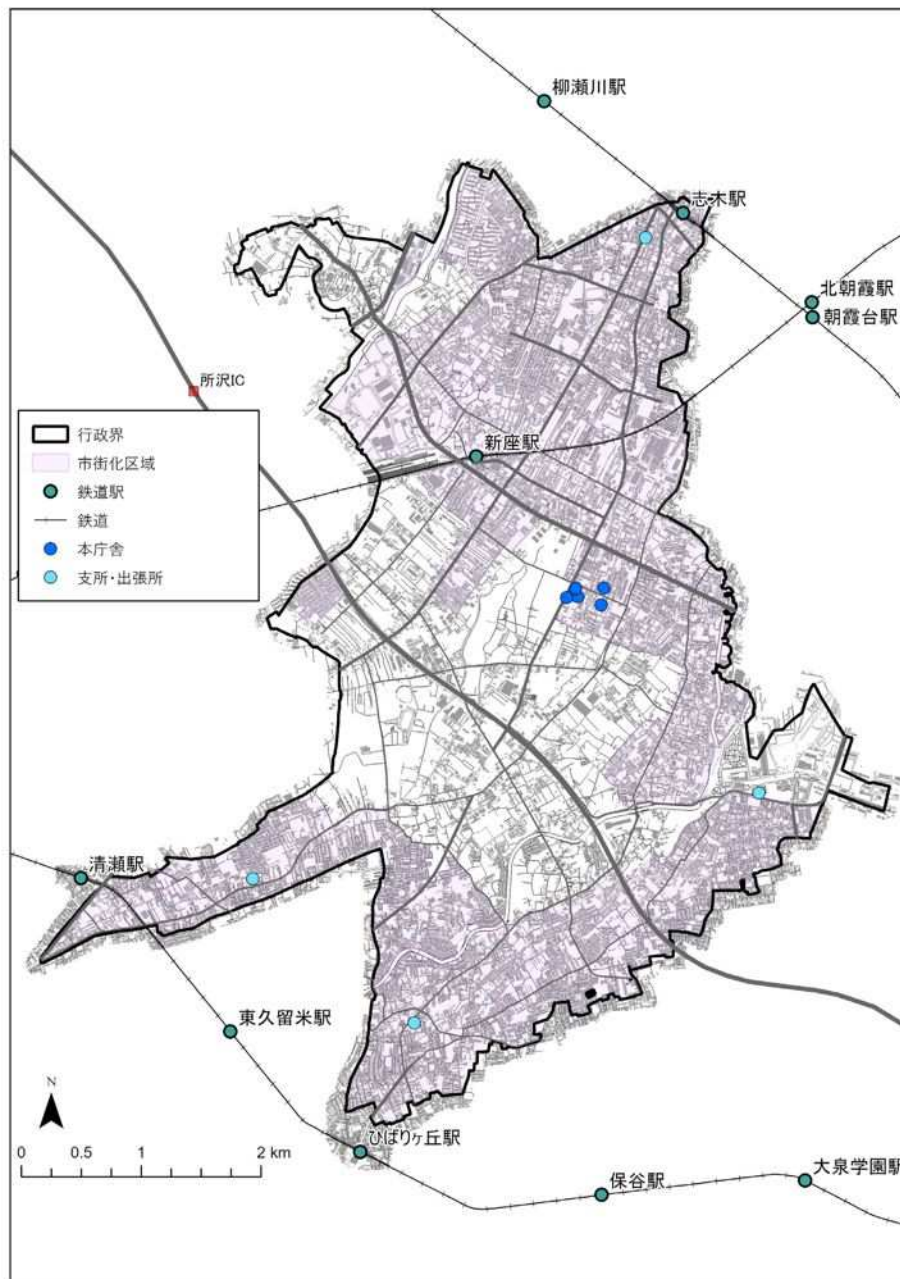 柳瀬川駅
志木駅
北朝霞駅
朝霞台駅
所沢IC
行政界
市街化区域
鉄道駅
鉄道
本庁舎
支所・出張所
新座駅
清瀬駅
東久留米駅
N
0 0.5 1 2 km
ひばりヶ丘駅
保谷駅
大泉学園駅